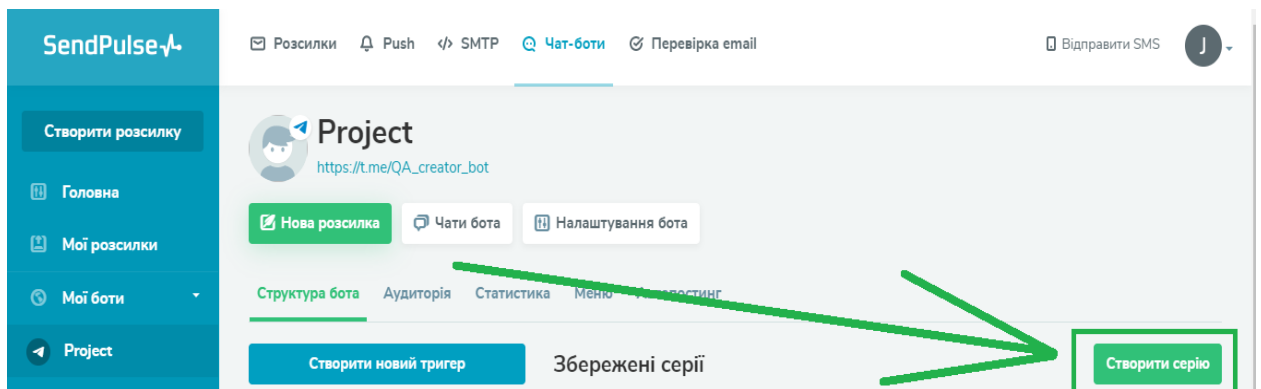 SendPulse
Розсилки Push </> SMTP Чат-боти Перевірка email Відправити SMS J
Створити розсилку
Головна
Мої розсилки
Мої боти
Project
Project
https://t.me/QA_creator_bot
Нова розсилка Чати бота Налаштування бота
Структура бота Аудиторія Статистика Меню Автопостинг
Створити новий тригер Збережені серії Створити серію